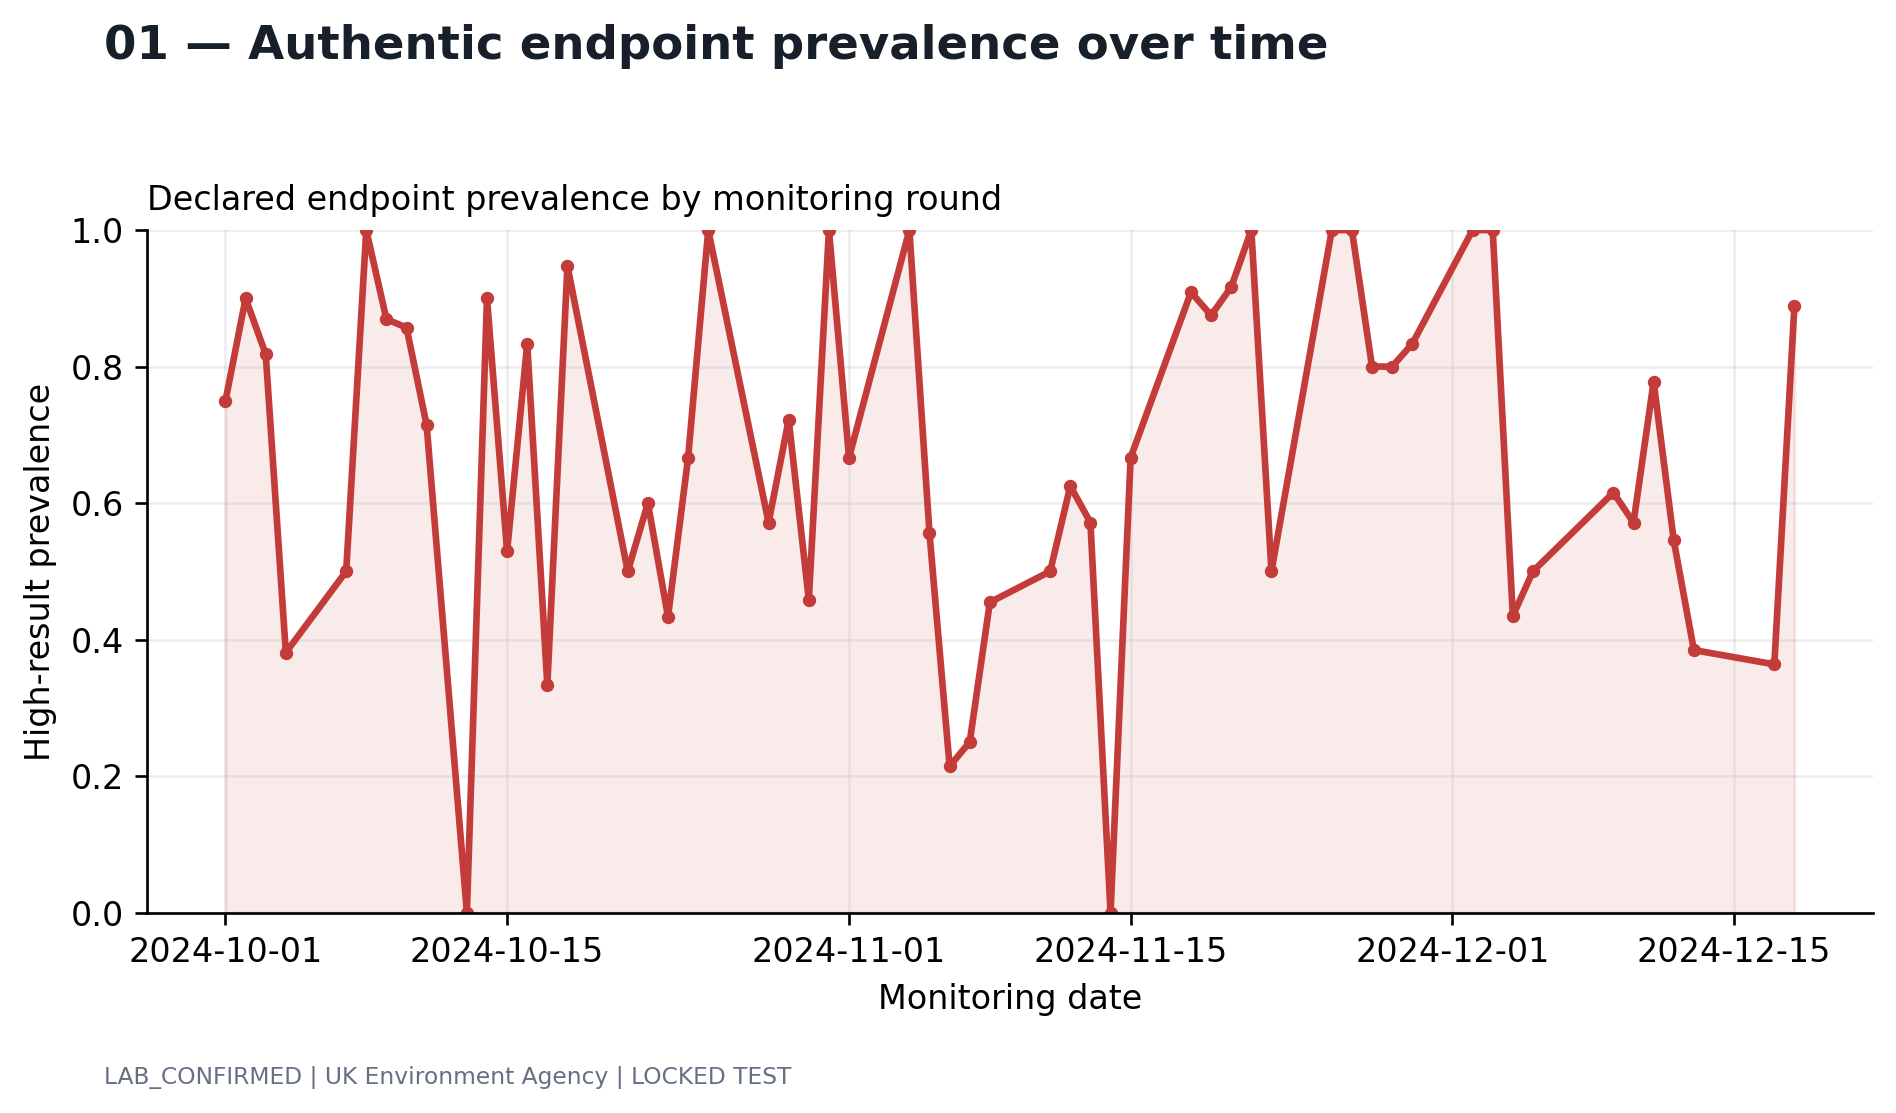 01 — Authentic endpoint prevalence over time
Declared endpoint prevalence by monitoring round
High-result prevalence
1.0
0.8
0.6
0.4
0.2
0.0
2024-10-01 2024-10-15 2024-11-01 2024-11-15 2024-12-01 2024-12-15
Monitoring date
LAB_CONFIRMED | UK Environment Agency | LOCKED TEST